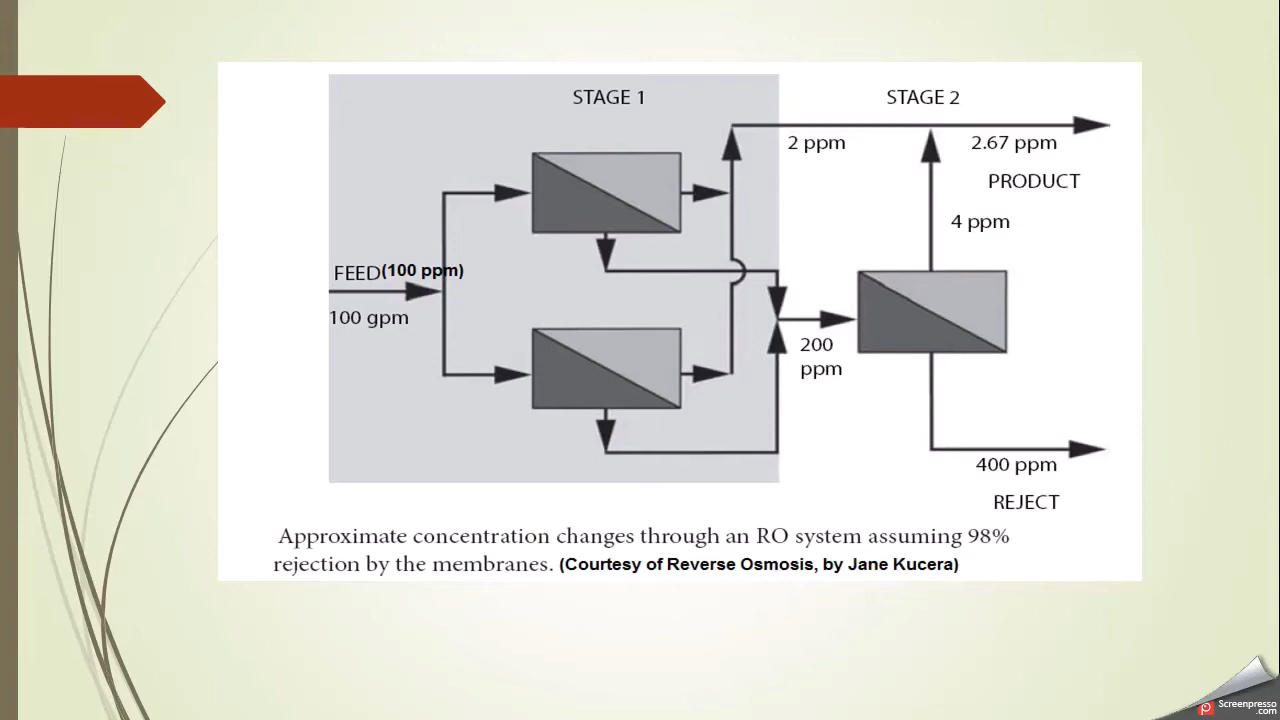 STAGE 1
STAGE 2
2 ppm
2.67 ppm
PRODUCT
4 ppm
FEED(100 ppm)
100 gpm
200
ppm
400 ppm
REJECT
Approximate concentration changes through an RO system assuming 98%
rejection by the membranes. (Courtesy of Reverse Osmosis, by Jane Kucera)
Screenpresso
.com